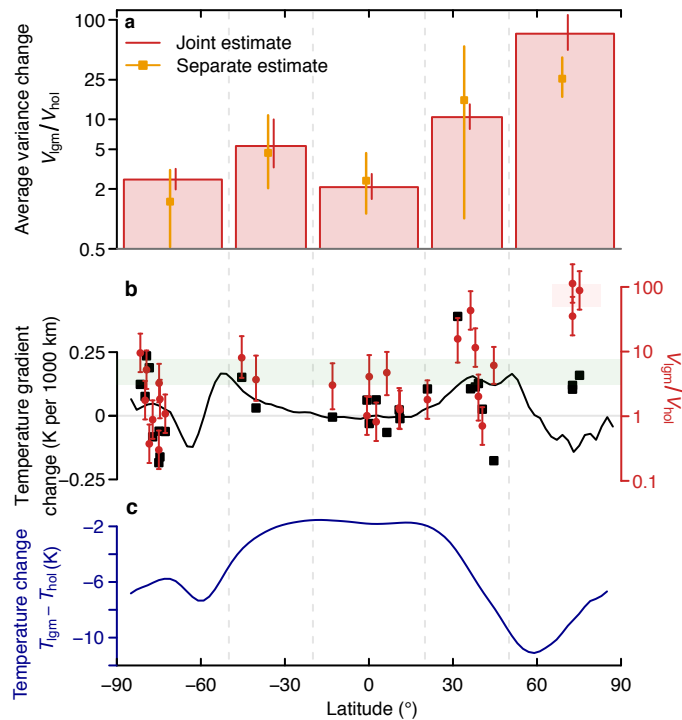 a
Joint estimate
Separate estimate
100
25
10
5
2
0.5
Average variance change
Vlgm/Vhol
b
0.25
0
−0.25
Temperature gradient
change (K per 1000 km)
100
10
1
0.1
Vlgm/Vhol
c
−2
−6
−10
Temperature change
Tlgm − Thol (K)
−90
−60
−30
0
30
60
90
Latitude (°)